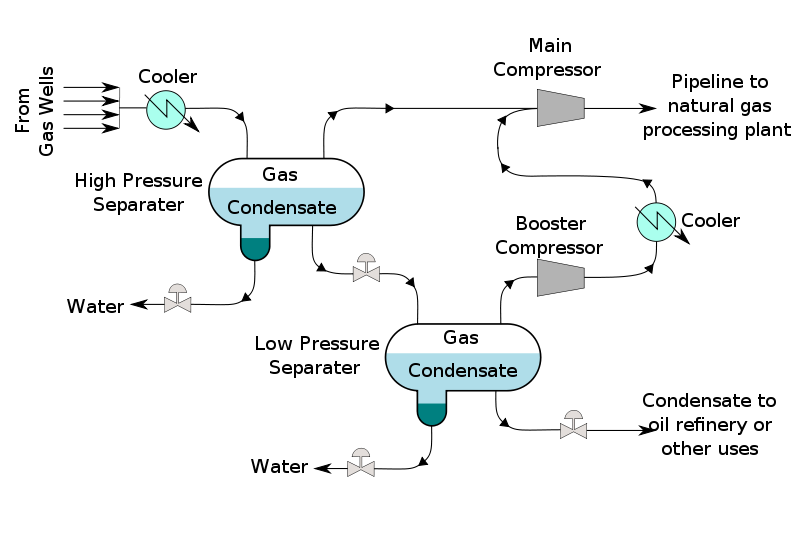 Main
Compressor
Cooler
From
Gas Wells
Pipeline to
natural gas
processing plant
High Pressure
Separater
Gas
Condensate
Cooler
Booster
Compressor
Water
Low Pressure
Separater
Gas
Condensate
Condensate to
oil refinery or
other uses
Water